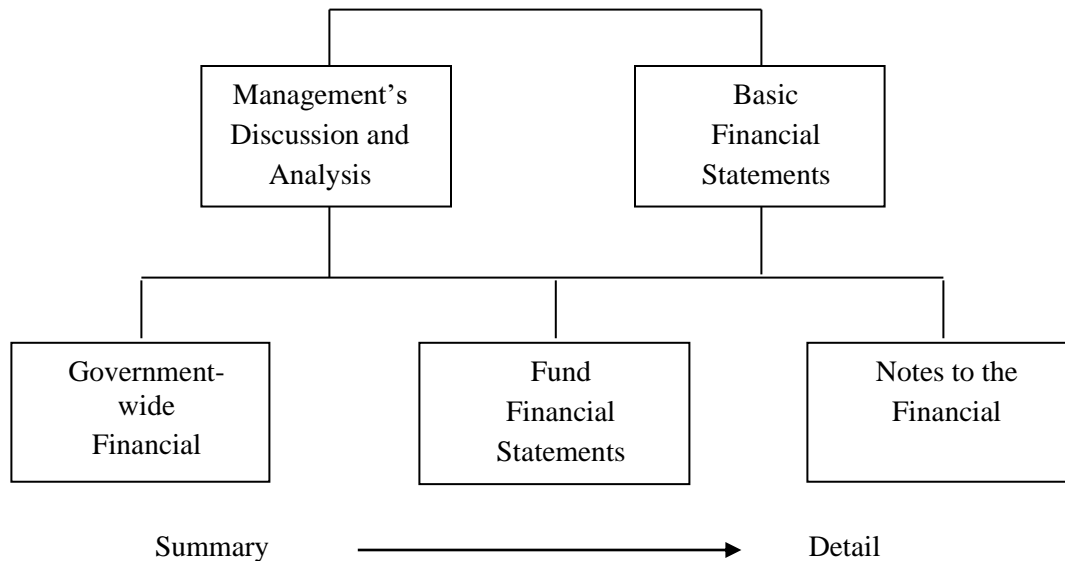 Management’s
Discussion and
Analysis
Basic
Financial
Statements
Government-
wide
Financial
Fund
Financial
Statements
Notes to the
Financial
Summary
Detail